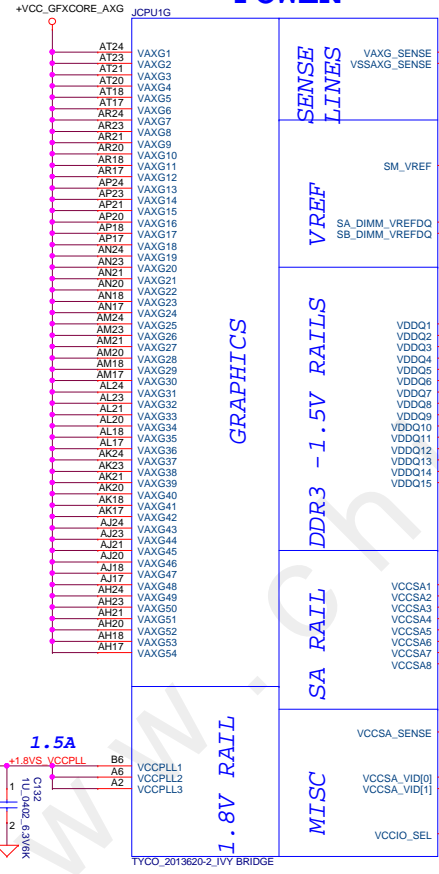 POWER
+VCC_GFXCORE_AXG
JCPU1G
AT24 VAXG1
AT23 VAXG2
AT21 VAXG3
AT20 VAXG4
AT18 VAXG5
AT17 VAXG6
AR24 VAXG7
AR23 VAXG8
AR21 VAXG9
AR20 VAXG10
AR18 VAXG11
AR17 VAXG12
AP24 VAXG13
AP23 VAXG14
AP21 VAXG15
AP20 VAXG16
AP18 VAXG17
AP17 VAXG18
AN24 VAXG19
AN23 VAXG20
AN21 VAXG21
AN20 VAXG22
AN18 VAXG23
AN17 VAXG24
AM24 VAXG25
AM23 VAXG26
AM21 VAXG27
AM20 VAXG28
AM18 VAXG29
AM17 VAXG30
AL24 VAXG31
AL23 VAXG32
AL21 VAXG33
AL20 VAXG34
AL18 VAXG35
AL17 VAXG36
AK24 VAXG37
AK23 VAXG38
AK21 VAXG39
AK20 VAXG40
AK18 VAXG41
AK17 VAXG42
AJ24 VAXG43
AJ23 VAXG44
AJ21 VAXG45
AJ20 VAXG46
AJ18 VAXG47
AJ17 VAXG48
AH24 VAXG49
AH23 VAXG50
AH21 VAXG51
AH20 VAXG52
AH18 VAXG53
AH17 VAXG54
GRAPHICS
SENSE
LINES
VAXG_SENSE
VSSAXG_SENSE
VREF
SM_VREF
SA_DIMM_VREFDQ
SB_DIMM_VREFDQ
DDR3 -1.5V RAILS
VDDQ1
VDDQ2
VDDQ3
VDDQ4
VDDQ5
VDDQ6
VDDQ7
VDDQ8
VDDQ9
VDDQ10
VDDQ11
VDDQ12
VDDQ13
VDDQ14
VDDQ15
SA RAIL
VCCSA1
VCCSA2
VCCSA3
VCCSA4
VCCSA5
VCCSA6
VCCSA7
VCCSA8
1.5A
+1.8VS_VCCPLL
B6 VCCPLL1
A6 VCCPLL2
A2 VCCPLL3
1
2
C132
1U_0402_6.3V6K
1.8V RAIL
MISC
VCCSA_SENSE
VCCSA_VID[0]
VCCSA_VID[1]
VCCIO_SEL
TYCO_2013620-2_IVY BRIDGE
www.ch